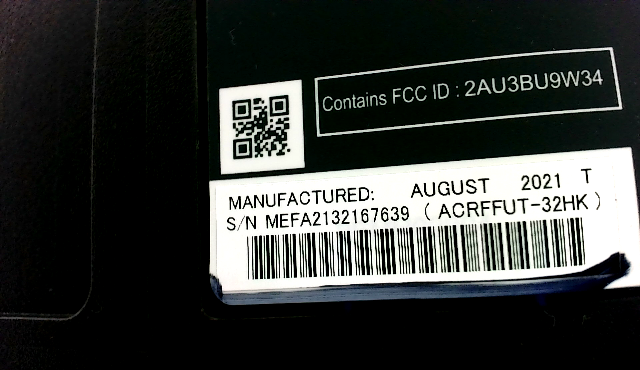 Contains FCC ID : 2AU3BU9W34
MANUFACTURED: AUGUST 2021 T
S/N MEFA2132167639 ( ACRFFUT-32HK )